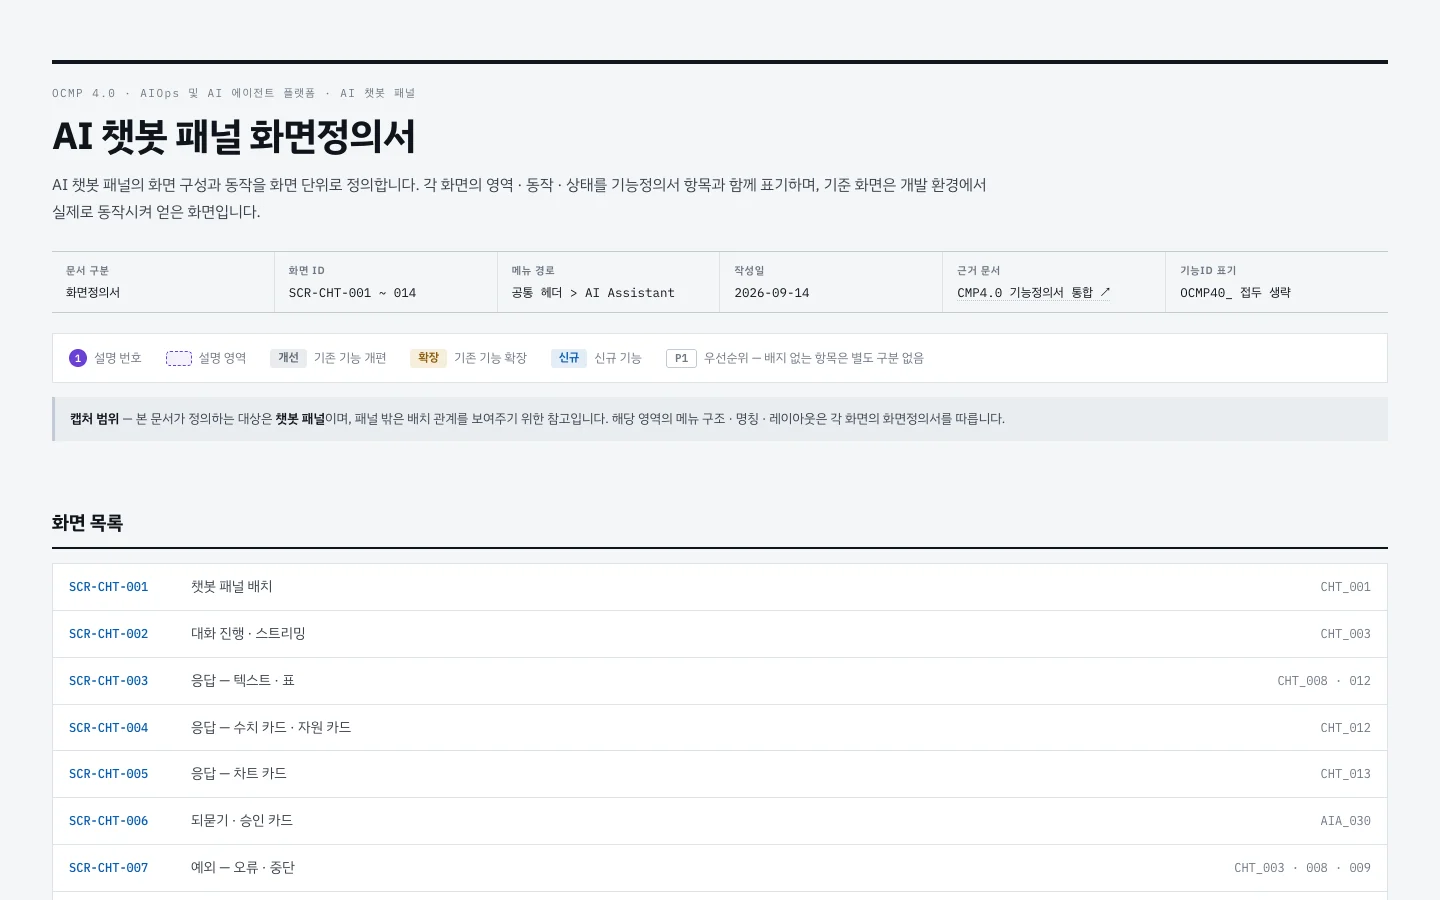 OCMP 4.0 · AIOps 및 AI 에이전트 플랫폼 · AI 챗봇 패널
AI 챗봇 패널 화면정의서
AI 챗봇 패널의 화면 구성과 동작을 화면 단위로 정의합니다. 각 화면의 영역 · 동작 · 상태를 기능정의서 항목과 함께 표기하며, 기준 화면은 개발 환경에서
실제로 동작시켜 얻은 화면입니다.
문서 구분 화면 ID 메뉴 경로 작성일 근거 문서 기능ID 표기
화면정의서 SCR-CHT-001 ~ 014 공통 헤더 > AI Assistant 2026-09-14 CMP4.0 기능정의서 통합 ↗ OCMP40_ 접두 생략
1 설명 번호 설명 영역 개선 기존 기능 개편 확장 기존 기능 확장 신규 신규 기능 P1 우선순위 — 배지 없는 항목은 별도 구분 없음
캡처 범위 — 본 문서가 정의하는 대상은 챗봇 패널이며, 패널 밖은 배치 관계를 보여주기 위한 참고입니다. 해당 영역의 메뉴 구조 · 명칭 · 레이아웃은 각 화면의 화면정의서를 따릅니다.
화면 목록
SCR-CHT-001 챗봇 패널 배치 CHT_001
SCR-CHT-002 대화 진행 · 스트리밍 CHT_003
SCR-CHT-003 응답 — 텍스트 · 표 CHT_008 · 012
SCR-CHT-004 응답 — 수치 카드 · 자원 카드 CHT_012
SCR-CHT-005 응답 — 차트 카드 CHT_013
SCR-CHT-006 되묻기 · 승인 카드 AIA_030
SCR-CHT-007 예외 — 오류 · 중단 CHT_003 · 008 · 009